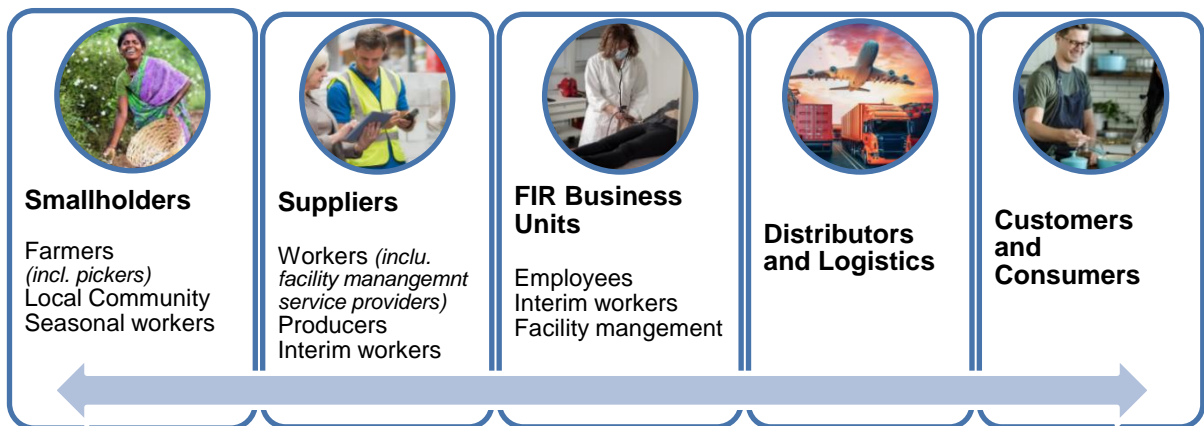 Smallholders
Farmers
(incl. pickers)
Local Community
Seasonal workers
Suppliers
Workers (inclu.
facility manangemnt
service providers)
Producers
Interim workers
FIR Business
Units
Employees
Interim workers
Facility mangement
Distributors
and Logistics
Customers
and
Consumers